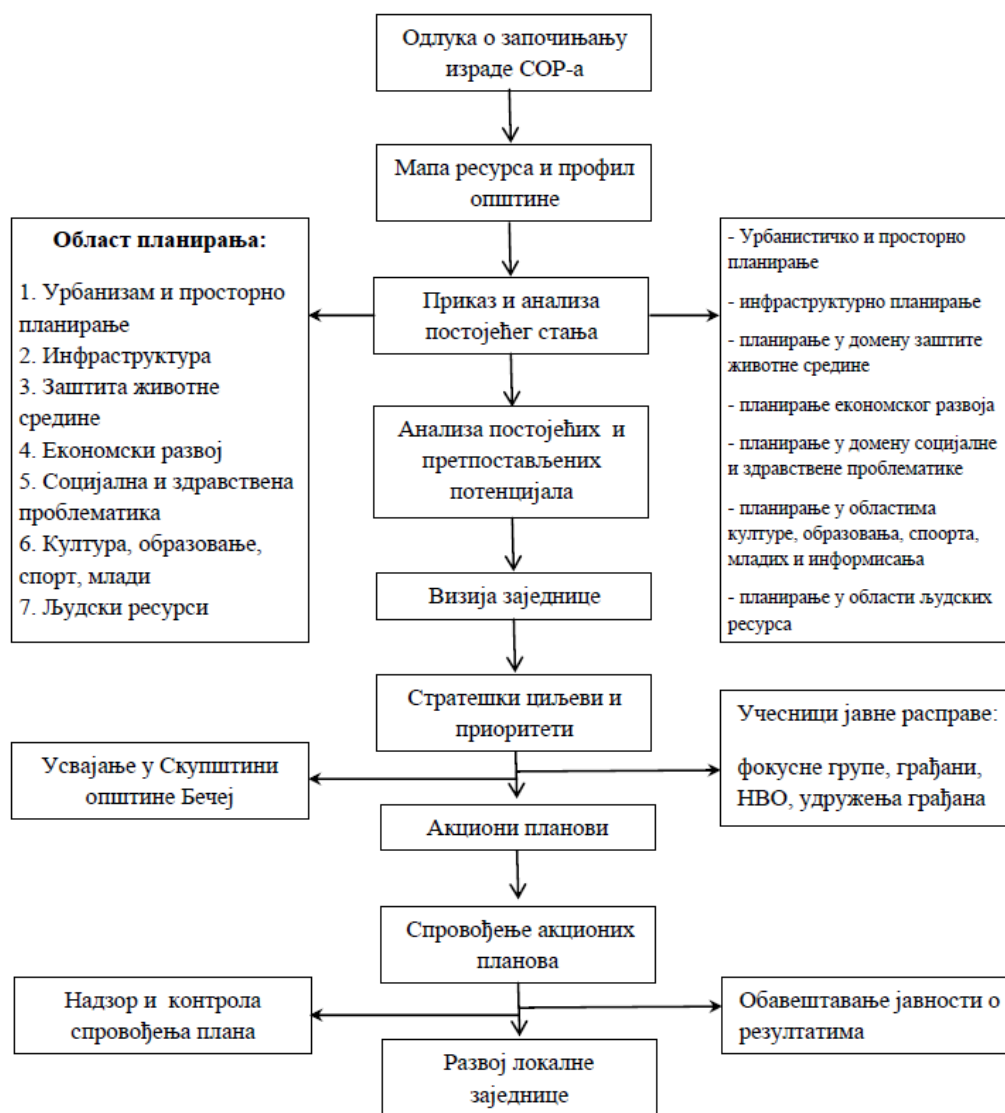 Одлука о започињању
израде СОР-а
Мапа ресурса и профил
општине
Област планирања:
1. Урбанизам и просторно
планирање
2. Инфраструктура
3. Заштита животне
средине
4. Економски развој
5. Социјална и здравствена
проблематика
6. Култура, образовање,
спорт, млади
7. Људски ресурси
Приказ и анализа
постојећег стања
- Урбанистичко и просторно
планирање
- инфраструктурно планирање
- планирање у домену заштите
животне средине
- планирање економског развоја
- планирање у домену социјалне
и здравствене проблематике
- планирање у областима
културе, образовања, споорта,
младих и информисања
- планирање у области људских
ресурса
Анализа постојећих и
претпостављених
потенцијала
Визија заједнице
Стратешки циљеви и
приоритети
Усвајање у Скупштини
општине Бечеј
Учесници јавне расправе:
фокусне групе, грађани,
НВО, удружења грађана
Акциони планови
Спровођење акционих
планова
Надзор и контрола
спровођења плана
Обавештавање јавности о
резултатима
Развој локалне
заједнице